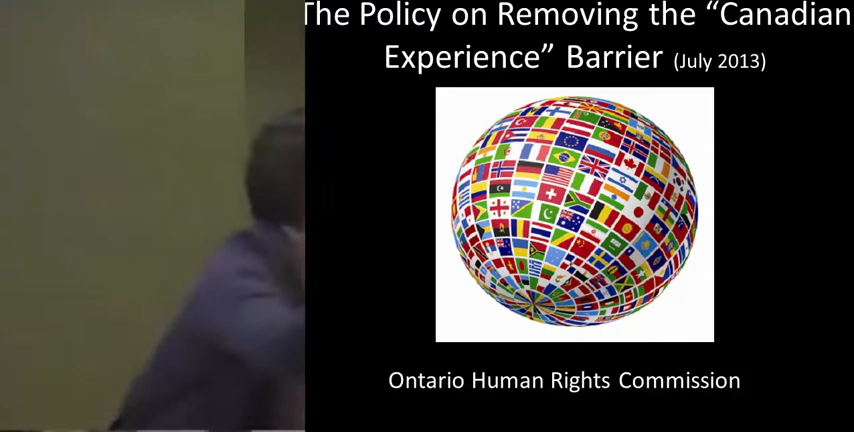 The Policy on Removing the “Canadian
Experience” Barrier (July 2013)
Ontario Human Rights Commission